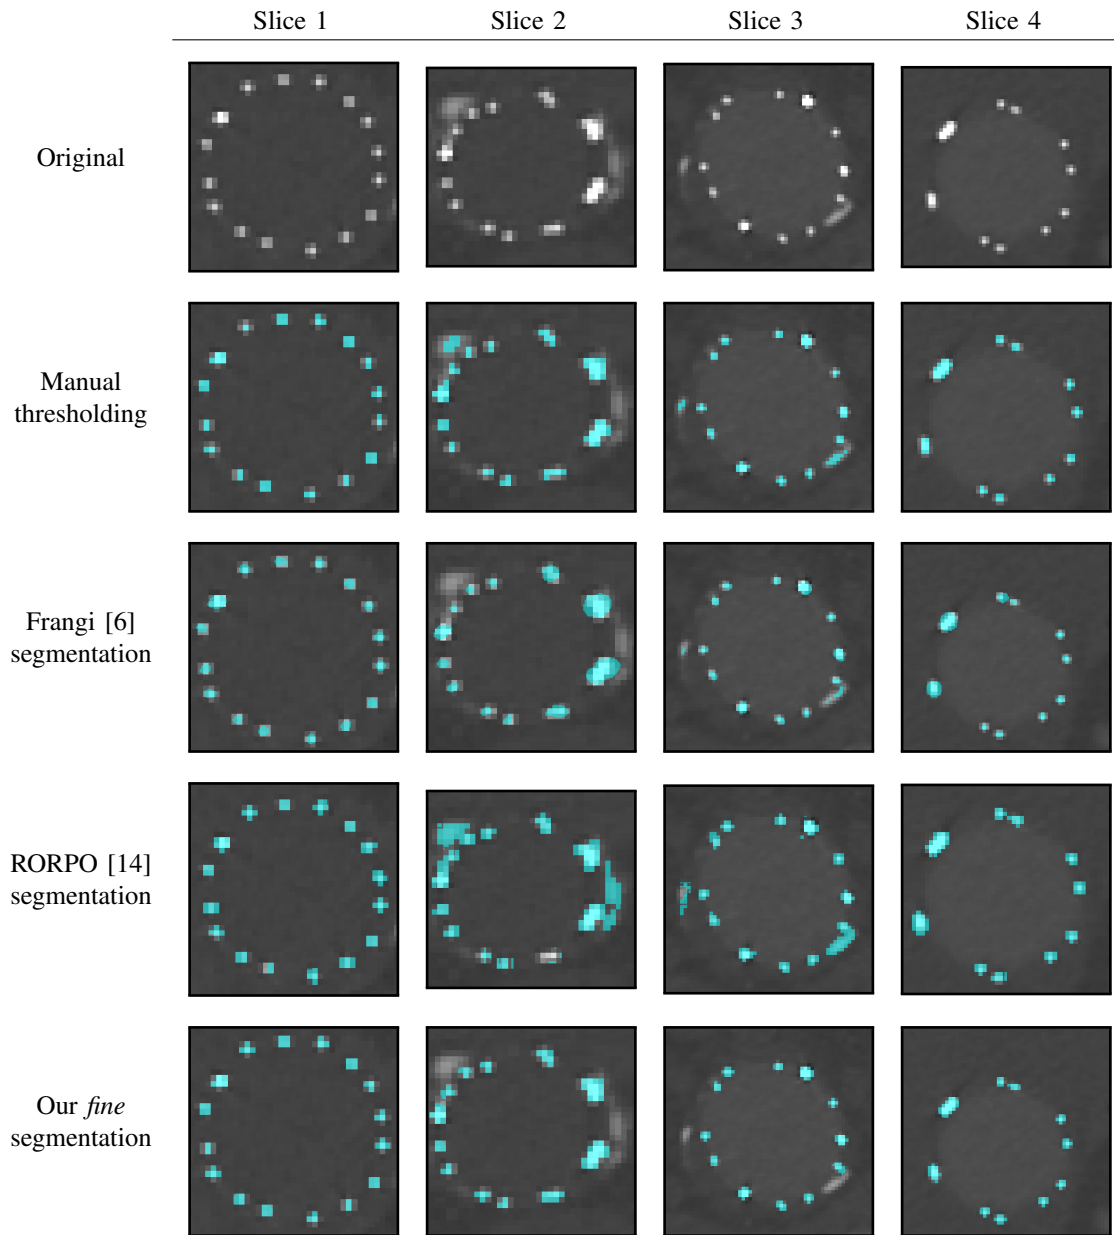 Slice 1 Slice 2 Slice 3 Slice 4
Original
Manual
thresholding
Frangi [6]
segmentation
RORPO [14]
segmentation
Our fine
segmentation